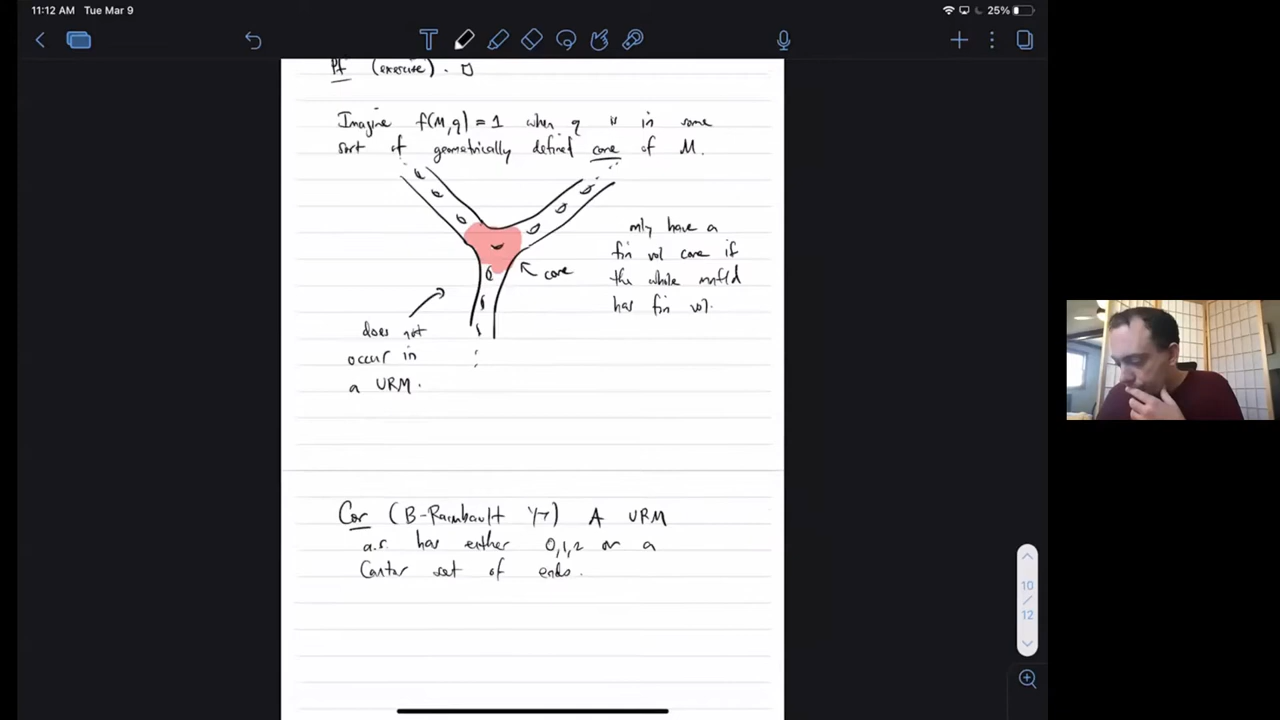 11:12 AM Tue Mar 9
25%
Pf (exercise). □
Imagine f(M,q)=1 when q is in some
sort of geometrically defined core of M.
only have a
fin vol core if
the whole mnfld
has fin vol.
core
does not
occur in
a URM.
Cor (B-Raimbault '17) A URM
a.s. has either 0,1,2 or a
Cantor set of ends.
10
/
12